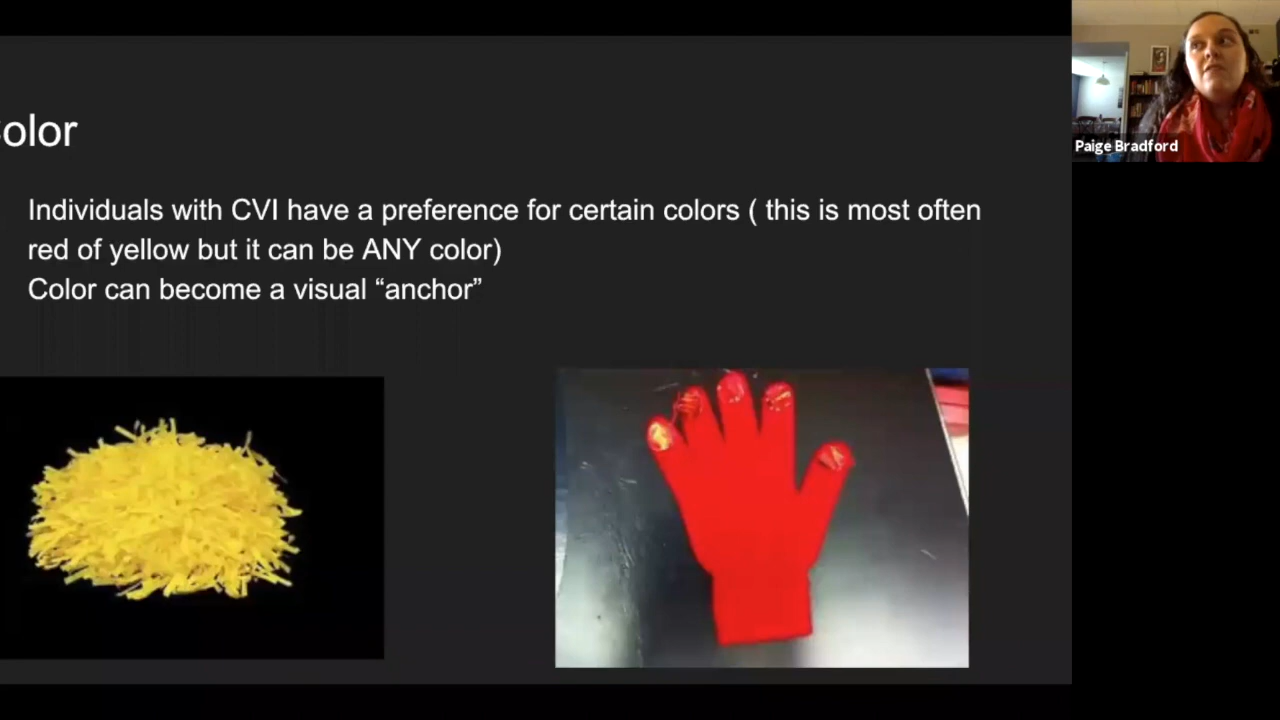 olor
Individuals with CVI have a preference for certain colors ( this is most often
red of yellow but it can be ANY color)
Color can become a visual “anchor”
Paige Bradford